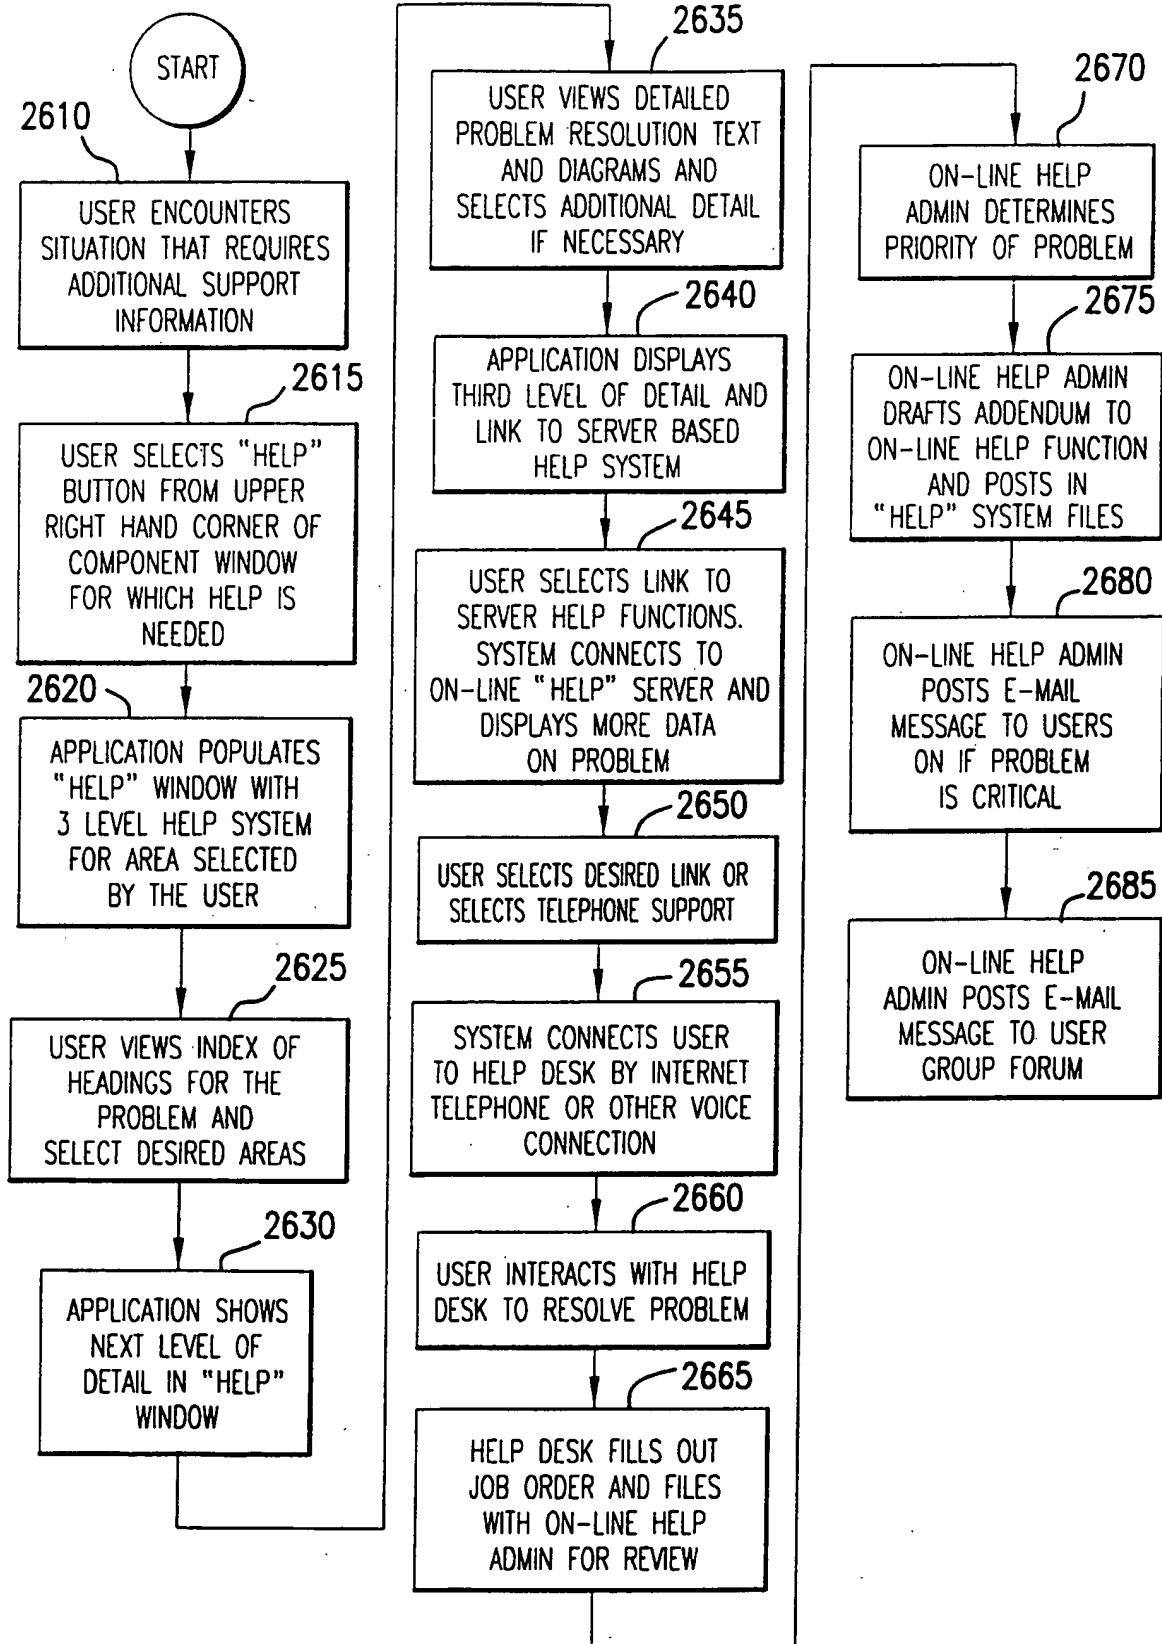 START
2610
USER ENCOUNTERS
SITUATION THAT REQUIRES
ADDITIONAL SUPPORT
INFORMATION
2615
USER SELECTS "HELP"
BUTTON FROM UPPER
RIGHT HAND CORNER OF
COMPONENT WINDOW
FOR WHICH HELP IS
NEEDED
2620
APPLICATION POPULATES
"HELP" WINDOW WITH
3 LEVEL HELP SYSTEM
FOR AREA SELECTED
BY THE USER
2625
USER VIEWS INDEX OF
HEADINGS FOR THE
PROBLEM AND
SELECT DESIRED AREAS
2630
APPLICATION SHOWS
NEXT LEVEL OF
DETAIL IN "HELP"
WINDOW
2635
USER VIEWS DETAILED
PROBLEM RESOLUTION TEXT
AND DIAGRAMS AND
SELECTS ADDITIONAL DETAIL
IF NECESSARY
2640
APPLICATION DISPLAYS
THIRD LEVEL OF DETAIL AND
LINK TO SERVER BASED
HELP SYSTEM
2645
USER SELECTS LINK TO
SERVER HELP FUNCTIONS.
SYSTEM CONNECTS TO
ON-LINE "HELP" SERVER AND
DISPLAYS MORE DATA
ON PROBLEM
2650
USER SELECTS DESIRED LINK OR
SELECTS TELEPHONE SUPPORT
2655
SYSTEM CONNECTS USER
TO HELP DESK BY INTERNET
TELEPHONE OR OTHER VOICE
CONNECTION
2660
USER INTERACTS WITH HELP
DESK TO RESOLVE PROBLEM
2665
HELP DESK FILLS OUT
JOB ORDER AND FILES
WITH ON-LINE HELP
ADMIN FOR REVIEW
2670
ON-LINE HELP
ADMIN DETERMINES
PRIORITY OF PROBLEM
2675
ON-LINE HELP ADMIN
DRAFTS ADDENDUM TO
ON-LINE HELP FUNCTION
AND POSTS IN
"HELP" SYSTEM FILES
2680
ON-LINE HELP ADMIN
POSTS E-MAIL
MESSAGE TO USERS
ON IF PROBLEM
IS CRITICAL
2685
ON-LINE HELP
ADMIN POSTS E-MAIL
MESSAGE TO USER
GROUP FORUM